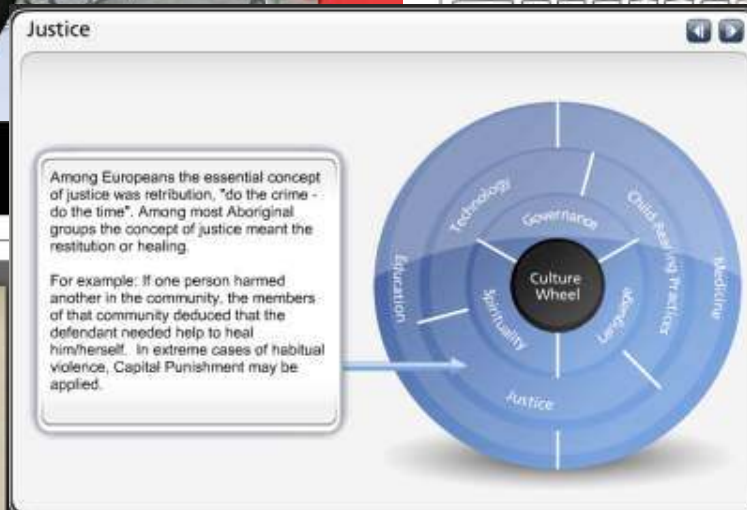 Justice
Among Europeans the essential concept
of justice was retribution, "do the crime -
do the time". Among most Aboriginal
groups the concept of justice meant the
restitution or healing.
For example: If one person harmed
another in the community, the members
of that community deduced that the
defendant needed help to heal
him/herself. In extreme cases of habitual
violence, Capital Punishment may be
applied.
Technology
Governance
Child-Rearing Practices
Education
Medicine
Culture
Wheel
Spirituality
Language
Justice